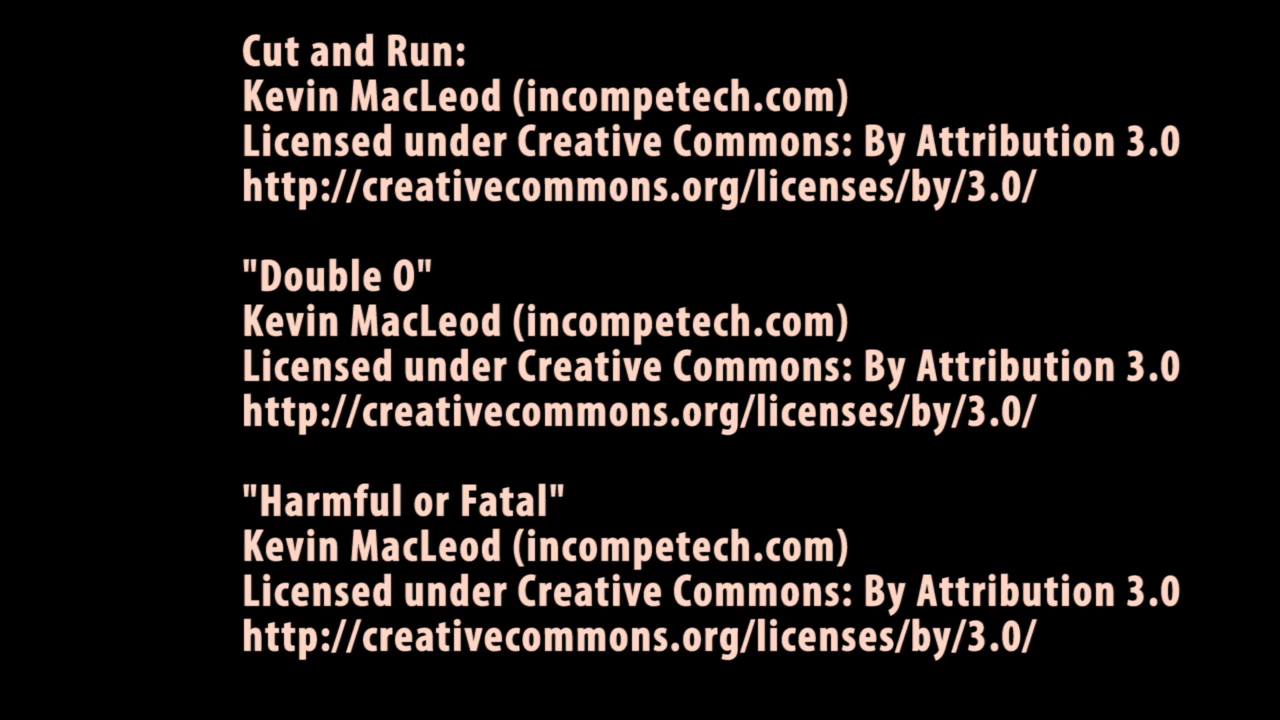 Cut and Run:
Kevin MacLeod (incompetech.com)
Licensed under Creative Commons: By Attribution 3.0
http://creativecommons.org/licenses/by/3.0/
"Double O"
Kevin MacLeod (incompetech.com)
Licensed under Creative Commons: By Attribution 3.0
http://creativecommons.org/licenses/by/3.0/
"Harmful or Fatal"
Kevin MacLeod (incompetech.com)
Licensed under Creative Commons: By Attribution 3.0
http://creativecommons.org/licenses/by/3.0/